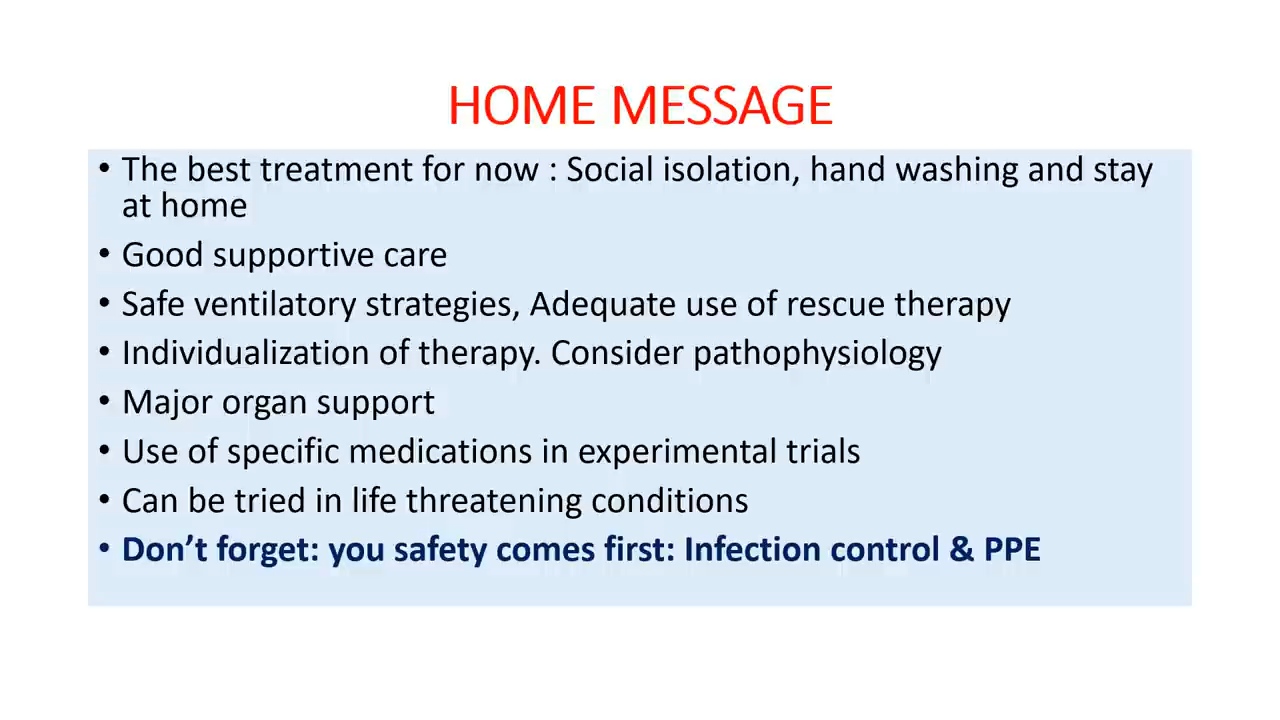 HOME MESSAGE
• The best treatment for now : Social isolation, hand washing and stay
at home
• Good supportive care
• Safe ventilatory strategies, Adequate use of rescue therapy
• Individualization of therapy. Consider pathophysiology
• Major organ support
• Use of specific medications in experimental trials
• Can be tried in life threatening conditions
• Don’t forget: you safety comes first: Infection control & PPE